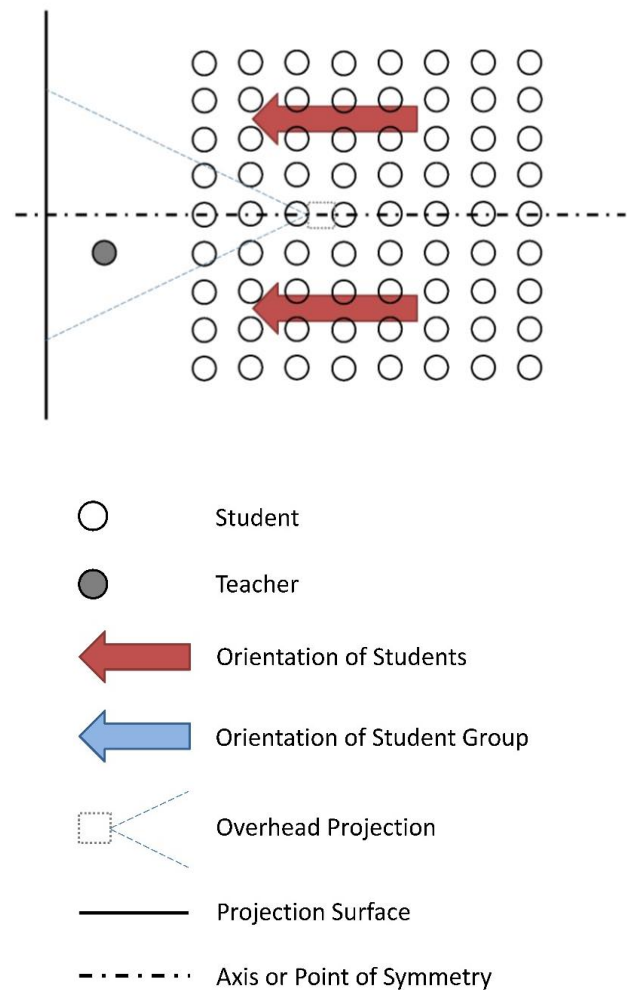 Student
Teacher
Orientation of Students
Orientation of Student Group
Overhead Projection
Projection Surface
Axis or Point of Symmetry